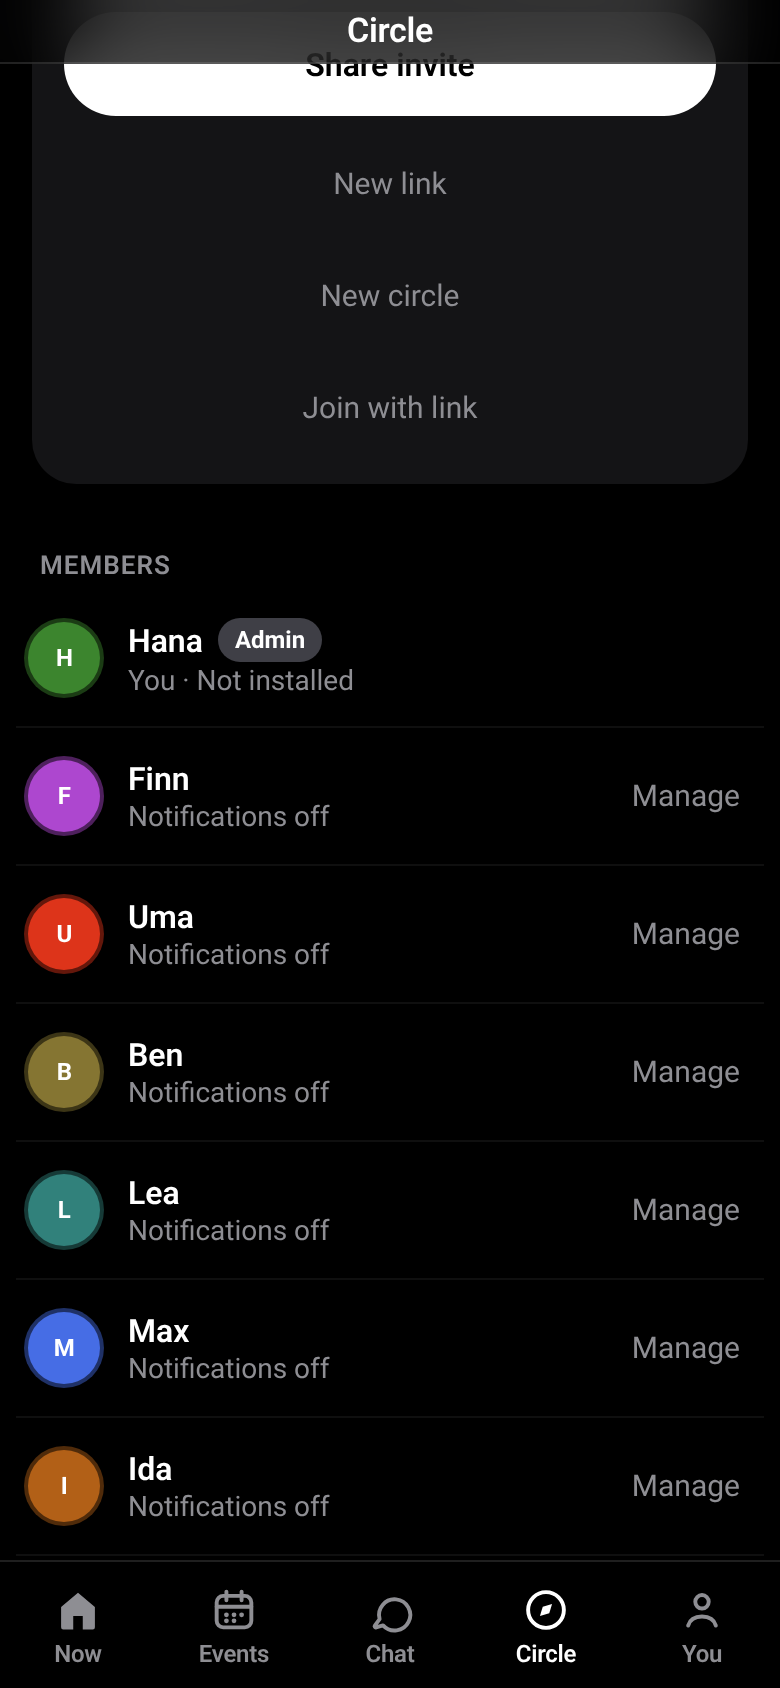 Circle
Share invite
New link
New circle
Join with link
MEMBERS
H
Hana Admin
You · Not installed
F
Finn
Notifications off
Manage
U
Uma
Notifications off
Manage
B
Ben
Notifications off
Manage
L
Lea
Notifications off
Manage
M
Max
Notifications off
Manage
I
Ida
Notifications off
Manage
Now Events Chat Circle You